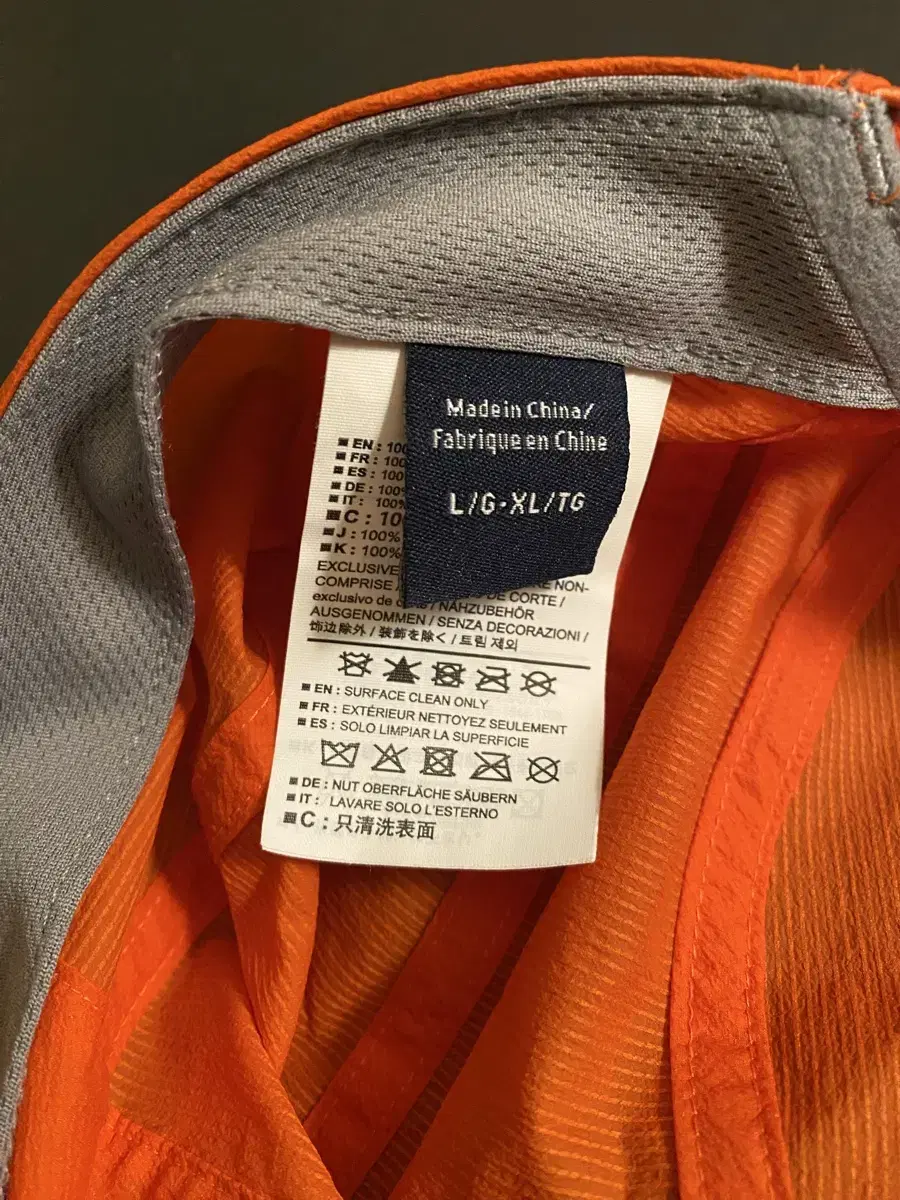 Made in China/
Fabrique en Chine
L/G·XL/TG
EN : 100
FR : 100
ES : 100
DE : 100%
IT : 100%
C : 10
J : 100%
K : 100%
EXCLUSIVE NON-
COMPRISE DE CORTE /
exclusivo de / NÄHZUBEHÖR
AUSGENOMMEN / SENZA DECORAZIONI /
饰边除外 / 装飾を除く / 트림 제외
EN : SURFACE CLEAN ONLY
FR : EXTÉRIEUR NETTOYEZ SEULEMENT
ES : SOLO LIMPIAR LA SUPERFICIE
DE : NUT OBERFLÄCHE SÄUBERN
IT : LAVARE SOLO L'ESTERNO
C : 只清洗表面